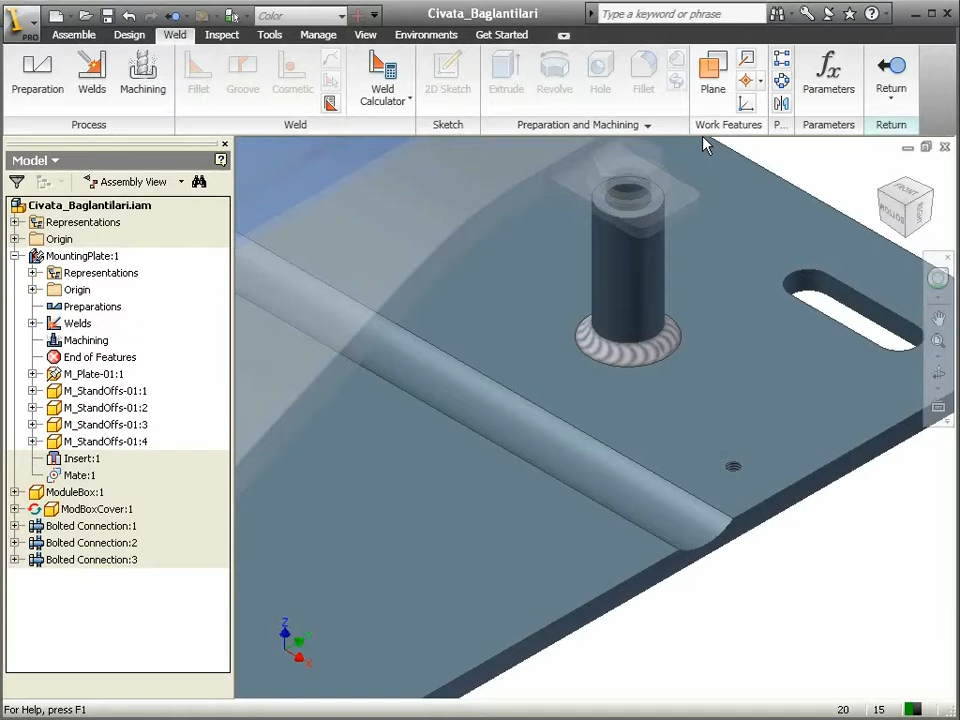 Color
Civata_Baglantilari
Type a keyword or phrase
PRO
Assemble
Design
Weld
Inspect
Tools
Manage
View
Environments
Get Started
Preparation
Welds
Machining
Fillet
Groove
Cosmetic
Weld
Calculator
2D Sketch
Extrude
Revolve
Hole
Fillet
Plane
Parameters
Return
Process
Weld
Sketch
Preparation and Machining
Work Features
P...
Parameters
Return
Model
Assembly View
Civata_Baglantilari.iam
Representations
Origin
MountingPlate:1
Representations
Origin
Preparations
Welds
Machining
End of Features
M_Plate-01:1
M_StandOffs-01:1
M_StandOffs-01:2
M_StandOffs-01:3
M_StandOffs-01:4
Insert:1
Mate:1
ModuleBox:1
ModBoxCover:1
Bolted Connection:1
Bolted Connection:2
Bolted Connection:3
FRONT
RIGHT
BOTTOM
Z
Y
X
For Help, press F1
20
15